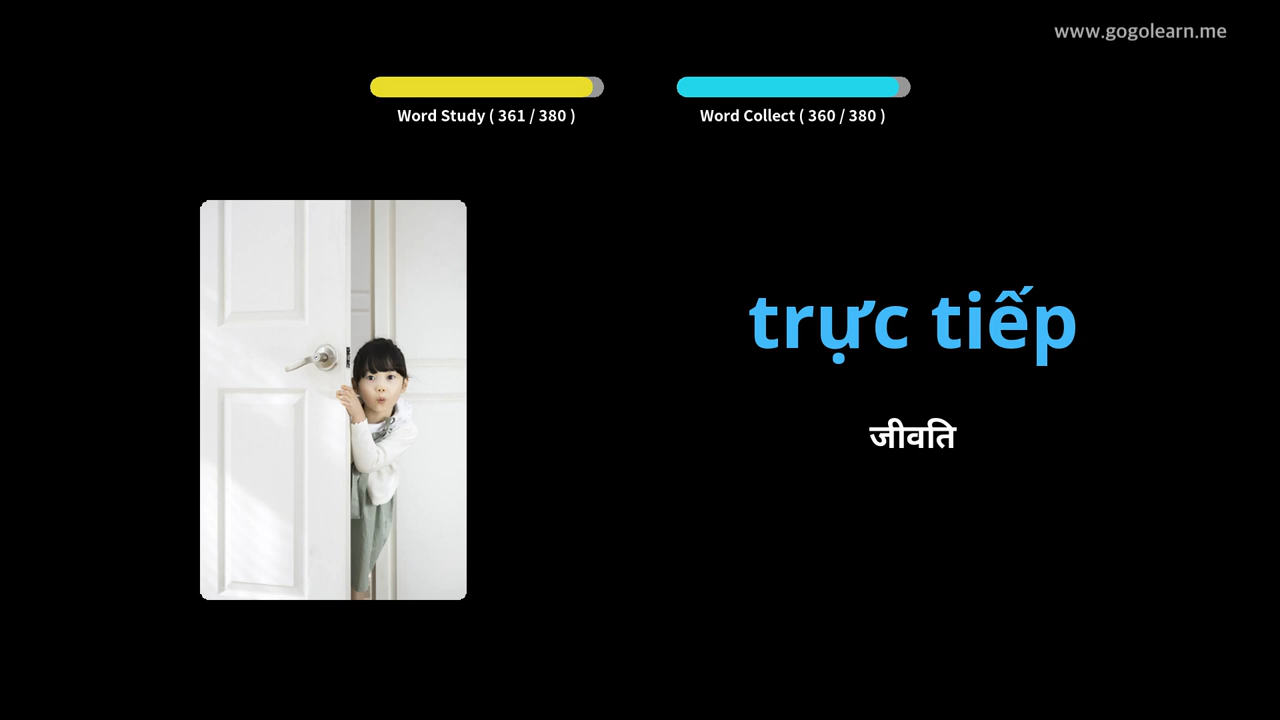 www.gogolearn.me
Word Study ( 361 / 380 )
Word Collect ( 360 / 380 )
trực tiếp
जीवति